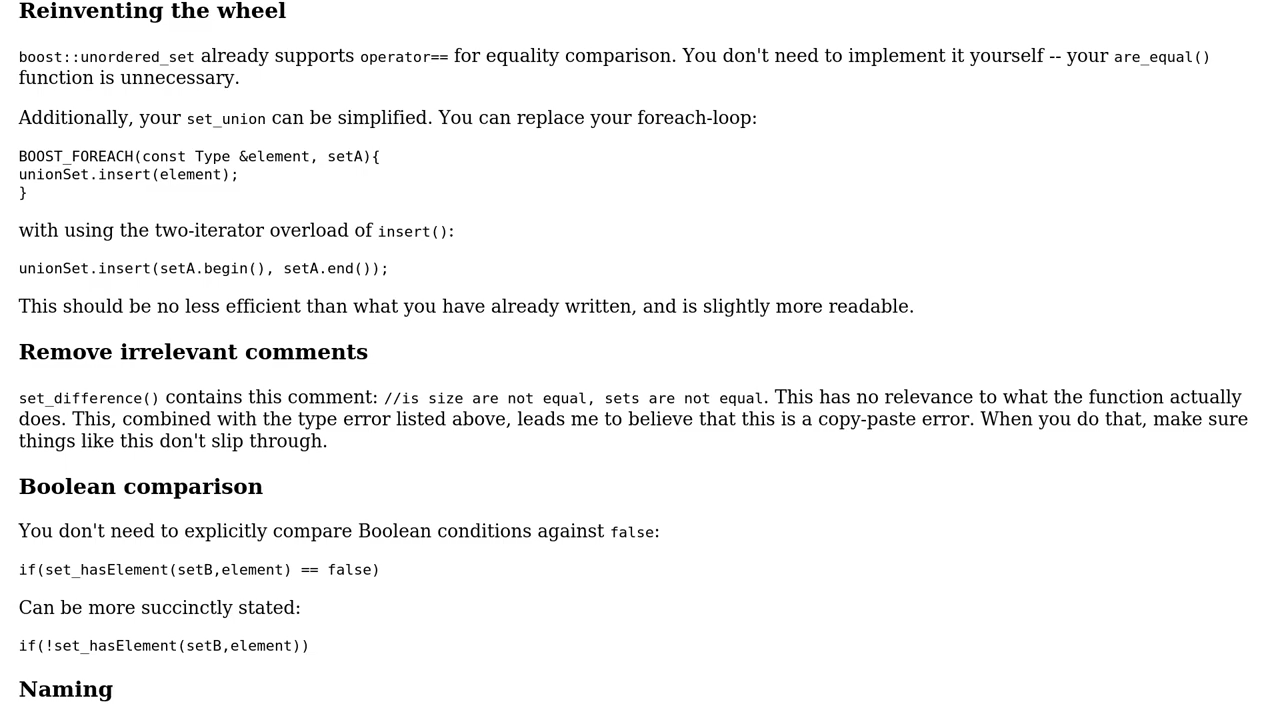 Reinventing the wheel
boost::unordered_set already supports operator== for equality comparison. You don't need to implement it yourself -- your are_equal()
function is unnecessary.
Additionally, your set_union can be simplified. You can replace your foreach-loop:
BOOST_FOREACH(const Type &element, setA){
unionSet.insert(element);
}
with using the two-iterator overload of insert():
unionSet.insert(setA.begin(), setA.end());
This should be no less efficient than what you have already written, and is slightly more readable.
Remove irrelevant comments
set_difference() contains this comment: //is size are not equal, sets are not equal. This has no relevance to what the function actually
does. This, combined with the type error listed above, leads me to believe that this is a copy-paste error. When you do that, make sure
things like this don't slip through.
Boolean comparison
You don't need to explicitly compare Boolean conditions against false:
if(set_hasElement(setB,element) == false)
Can be more succinctly stated:
if(!set_hasElement(setB,element))
Naming